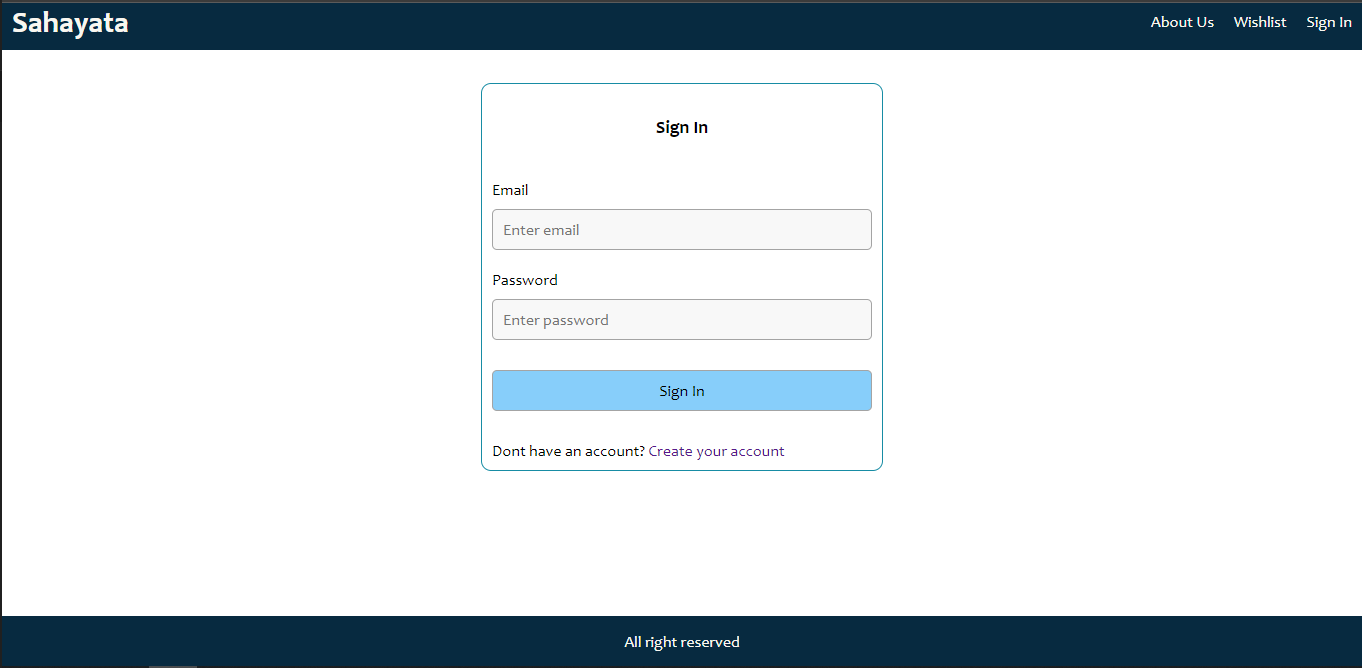 Sahayata
About Us Wishlist Sign In
Sign In
Email
Enter email
Password
Enter password
Sign In
Dont have an account? Create your account
All right reserved